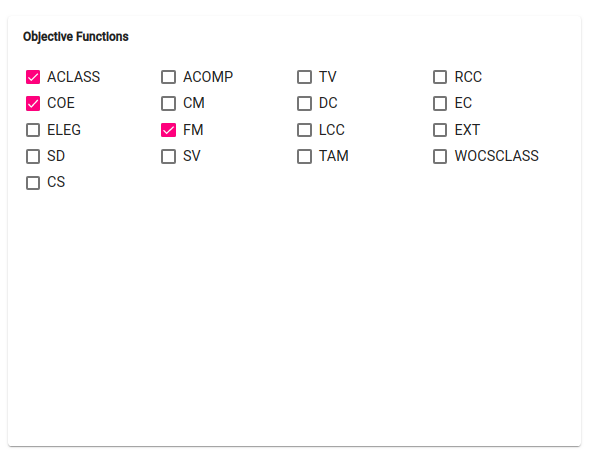 Objective Functions
ACLASS ACOMP TV RCC
COE CM DC EC
ELEG FM LCC EXT
SD SV TAM WOCSCLASS
CS